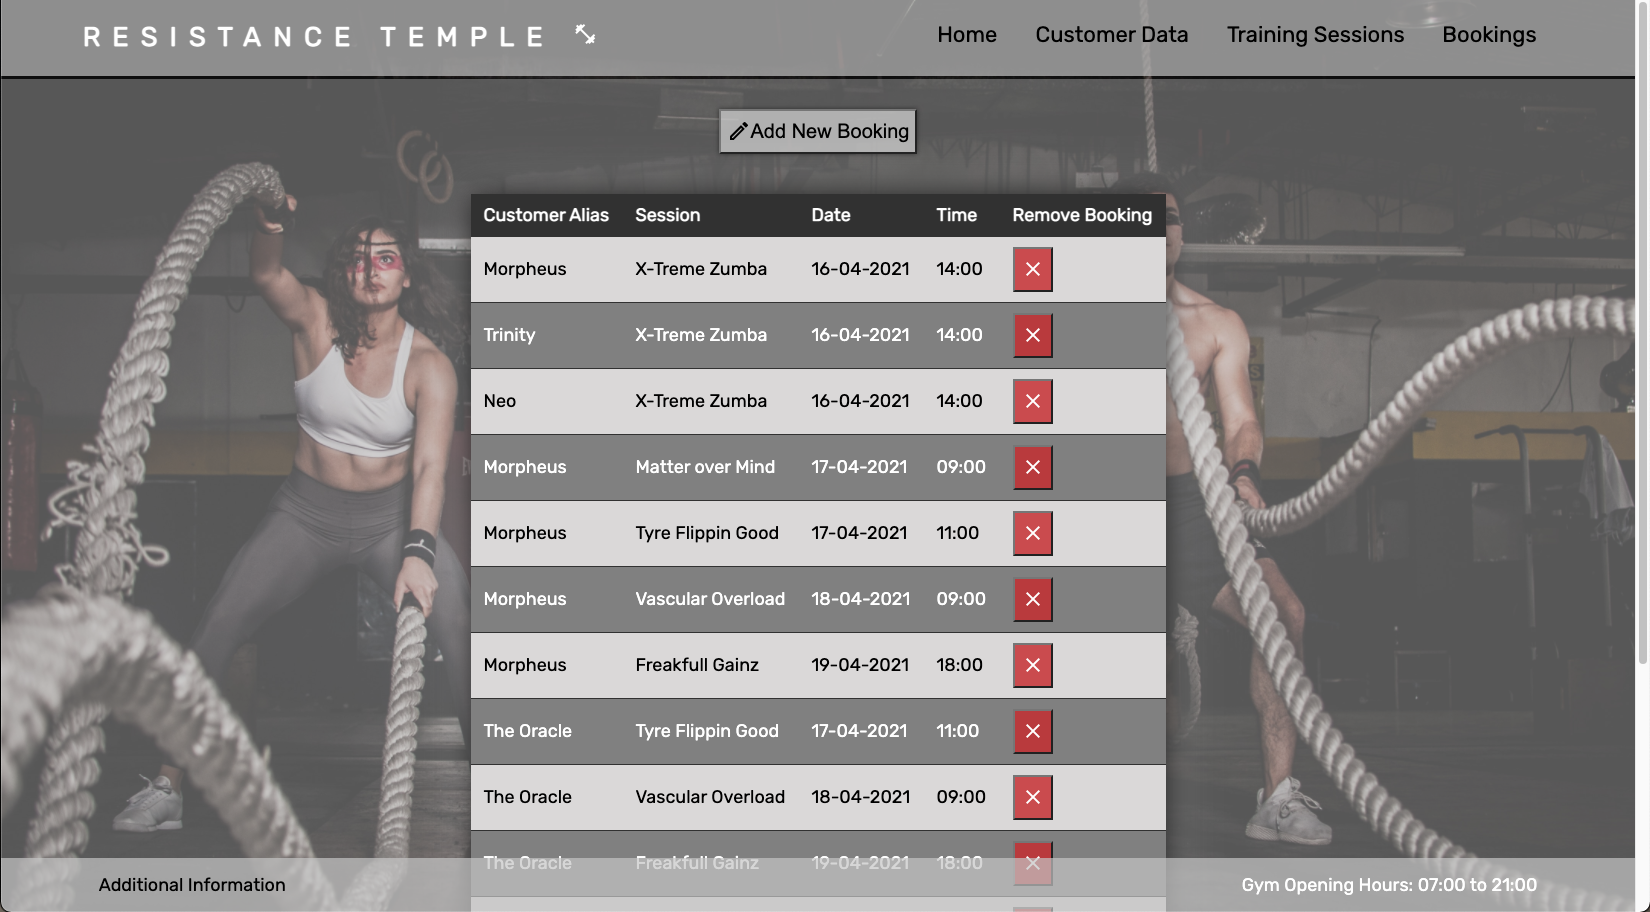 RESISTANCE TEMPLE
Home Customer Data Training Sessions Bookings
Add New Booking
Customer Alias Session Date Time Remove Booking
Morpheus X-Treme Zumba 16-04-2021 14:00
Trinity X-Treme Zumba 16-04-2021 14:00
Neo X-Treme Zumba 16-04-2021 14:00
Morpheus Matter over Mind 17-04-2021 09:00
Morpheus Tyre Flippin Good 17-04-2021 11:00
Morpheus Vascular Overload 18-04-2021 09:00
Morpheus Freakfull Gainz 19-04-2021 18:00
The Oracle Tyre Flippin Good 17-04-2021 11:00
The Oracle Vascular Overload 18-04-2021 09:00
The Oracle Freakfull Gainz 19-04-2021 18:00
Additional Information Gym Opening Hours: 07:00 to 21:00